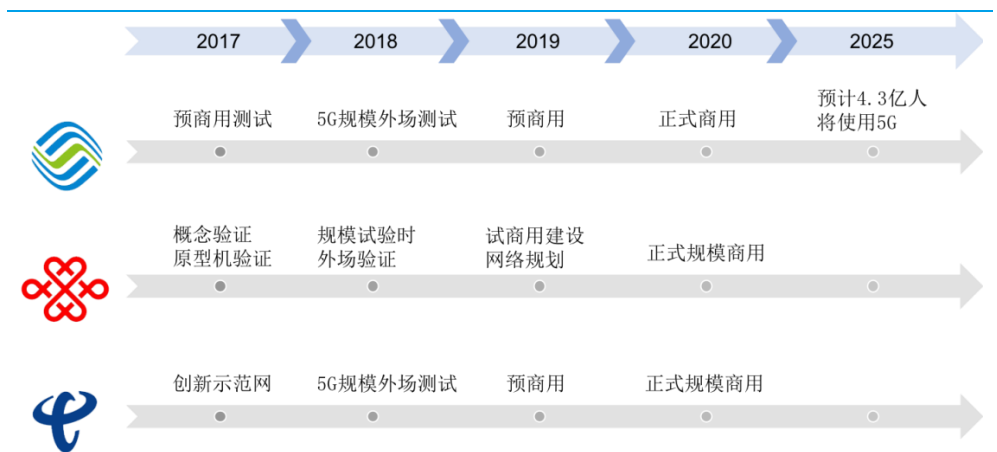 2017
2018
2019
2020
2025
预商用测试
5G规模外场测试
预商用
正式商用
预计4.3亿人
将使用5G
概念验证
原型机验证
规模试验时
外场验证
试商用建设
网络规划
正式规模商用
创新示范网
5G规模外场测试
预商用
正式规模商用